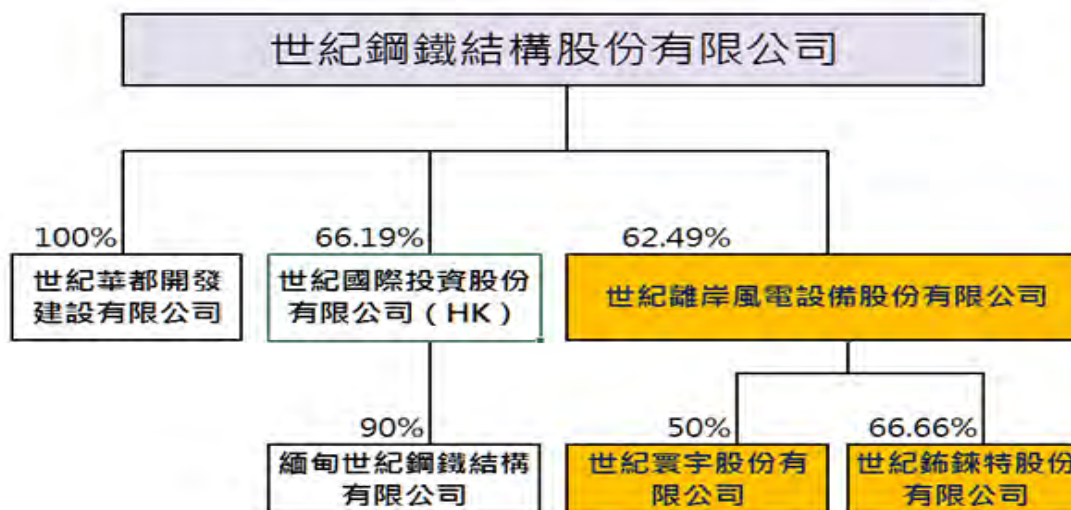 世紀鋼鐵結構股份有限公司
100%
66.19%
62.49%
世紀華都開發
建設有限公司
世紀國際投資股份
有限公司（HK）
世紀離岸風電設備股份有限公司
90%
50%
66.66%
緬甸世紀鋼鐵結構
有限公司
世紀寰宇股份有
限公司
世紀鈽錸特股份
有限公司